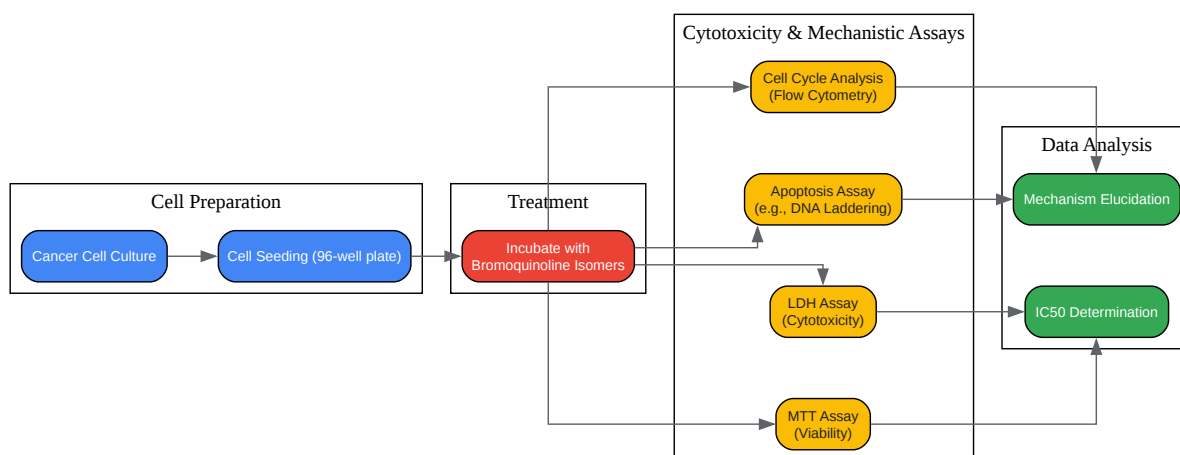 Cell Preparation
Cancer Cell Culture
Cell Seeding (96-well plate)
Treatment
Incubate with
Bromoquinoline Isomers
Cytotoxicity & Mechanistic Assays
Cell Cycle Analysis
(Flow Cytometry)
Apoptosis Assay
(e.g., DNA Laddering)
LDH Assay
(Cytotoxicity)
MTT Assay
(Viability)
Data Analysis
Mechanism Elucidation
IC50 Determination